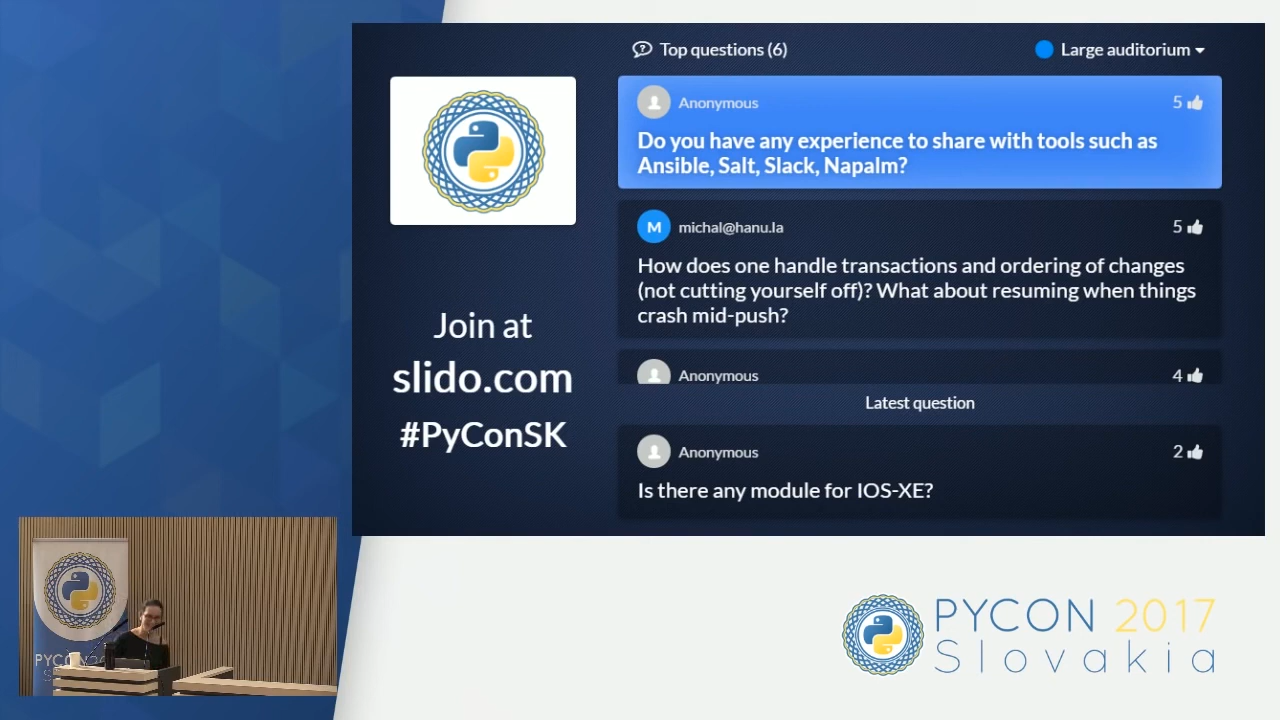 Top questions (6)
Large auditorium
Anonymous
5
Do you have any experience to share with tools such as
Ansible, Salt, Slack, Napalm?
M
michal@hanu.la
5
How does one handle transactions and ordering of changes
(not cutting yourself off)? What about resuming when things
crash mid-push?
Anonymous
4
Latest question
Anonymous
2
Is there any module for IOS-XE?
Join at
slido.com
#PyConSK
PYCON 2017
Slovakia